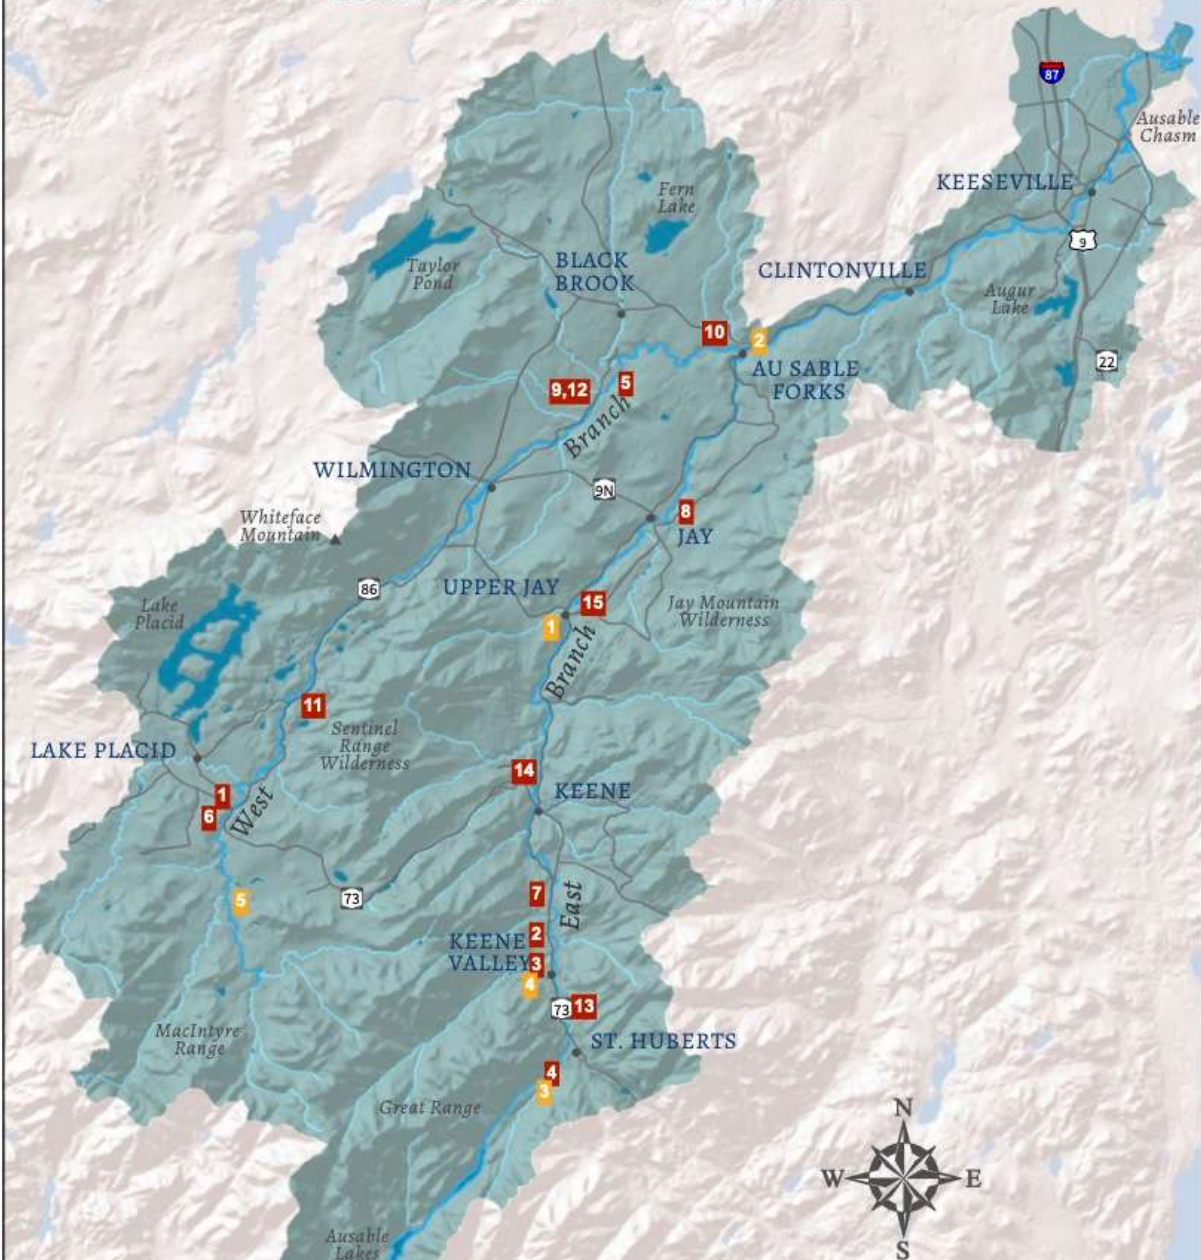 87
Ausable
Chasm
KEESEVILLE
Fern
Lake
9
BLACK
BROOK
Taylor
Pond
CLINTONVILLE
Augur
Lake
10
2
22
AU SABLE
FORKS
9,12
5
Branch
WILMINGTON
9N
Whiteface
Mountain
8
JAY
86
UPPER JAY
15
Jay Mountain
Wilderness
Lake
Placid
1
Branch
11
Sentinel
Range
Wilderness
LAKE PLACID
14
KEENE
1
6
West
7
73
5
East
2
KEENE
VALLEY
3
4
73
13
MacIntyre
Range
ST. HUBERTS
4
3
Great Range
N
W
E
S
Ausable
Lakes